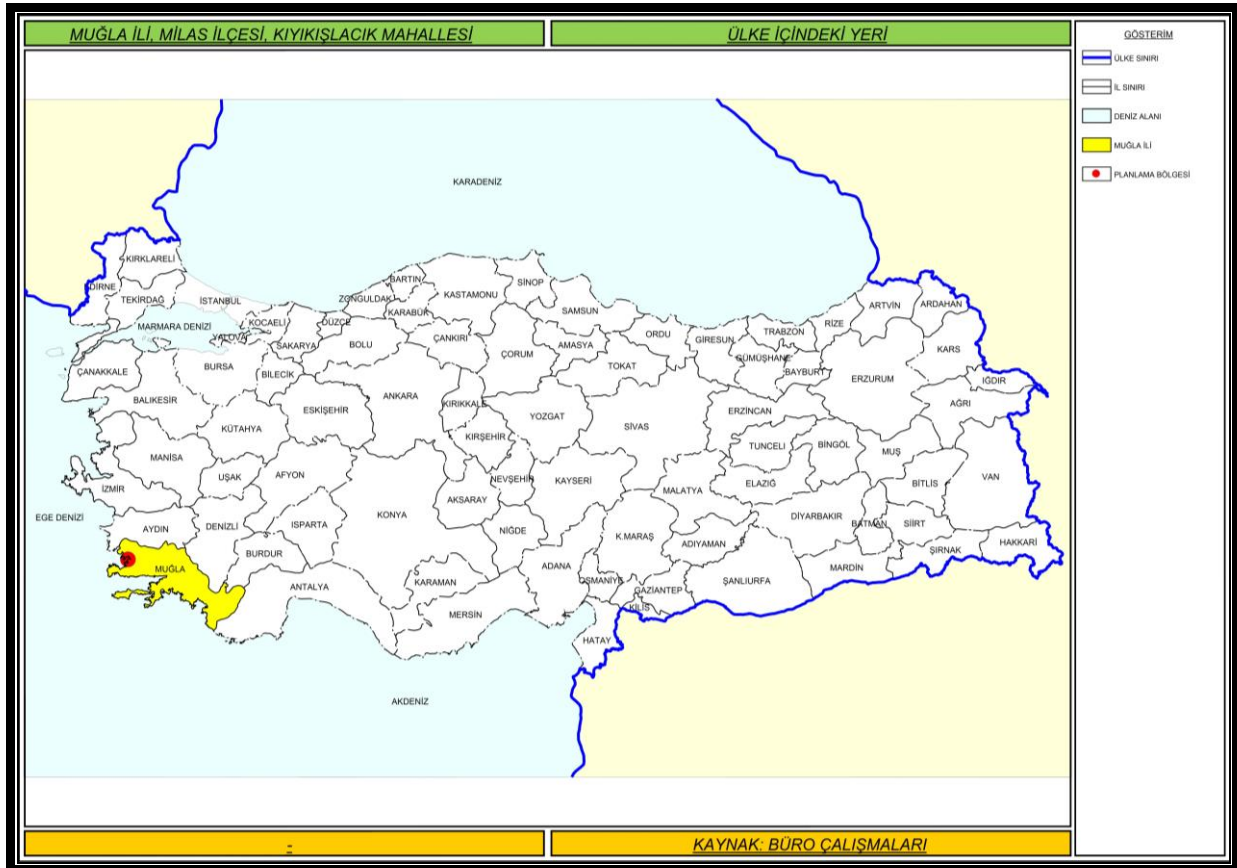 MUĞLA İLİ, MİLAS İLÇESİ, KIYIKIŞLACIK MAHALLESİ
ÜLKE İÇİNDEKİ YERİ
GÖSTERİM
ÜLKE SINIRI
İL SINIRI
DENİZ ALANI
MUĞLA İLİ
PLANLAMA BÖLGESİ
KARADENİZ
KIRKLARELİ
EDİRNE
TEKİRDAĞ
İSTANBUL
MARMARA DENİZİ
YALOVA
KOCAELİ
SAKARYA
DÜZCE
ZONGULDAK
BARTIN
KARABÜK
KASTAMONU
SİNOP
SAMSUN
BOLU
ÇANKIRI
ÇORUM
AMASYA
ORDU
TOKAT
GİRESUN
TRABZON
GÜMÜŞHANE
RİZE
BAYBURT
ARTVİN
ARDAHAN
KARS
IĞDIR
AĞRI
ERZURUM
ÇANAKKALE
BALIKESİR
BURSA
BİLECİK
ESKİŞEHİR
KÜTAHYA
ANKARA
KIRIKKALE
KIRŞEHİR
YOZGAT
SİVAS
ERZİNCAN
TUNCELİ
BİNGÖL
MUŞ
BİTLİS
VAN
MANİSA
UŞAK
AFYON
İZMİR
EGE DENİZİ
AYDIN
DENİZLİ
ISPARTA
BURDUR
KONYA
AKSARAY
NEVŞEHİR
NİĞDE
KAYSERİ
MALATYA
ELAZIĞ
DİYARBAKIR
BATMAN
SİİRT
ŞIRNAK
HAKKARİ
MARDİN
ŞANLIURFA
ADIYAMAN
K.MARAŞ
GAZİANTEP
KİLİS
OSMANİYE
ADANA
HATAY
MERSİN
KARAMAN
ANTALYA
MUĞLA
AKDENİZ
-
KAYNAK: BÜRO ÇALIŞMALARI